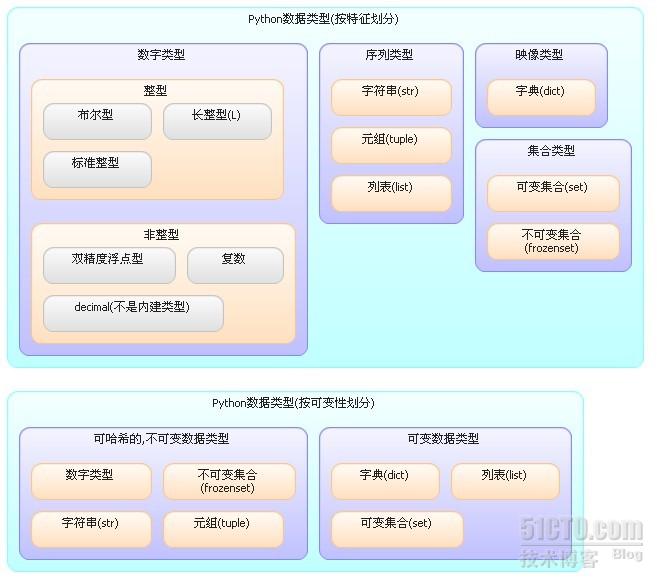 Python数据类型(按特征划分)
数字类型
整型
布尔型
长整型(L)
标准整型
非整型
双精度浮点型
复数
decimal(不是内建类型)
序列类型
字符串(str)
元组(tuple)
列表(list)
映像类型
字典(dict)
集合类型
可变集合(set)
不可变集合
(frozenset)
Python数据类型(按可变性划分)
可哈希的,不可变数据类型
数字类型
不可变集合
(frozenset)
字符串(str)
元组(tuple)
可变数据类型
字典(dict)
列表(list)
可变集合(set)
51CTO.com
技术博客 Blog